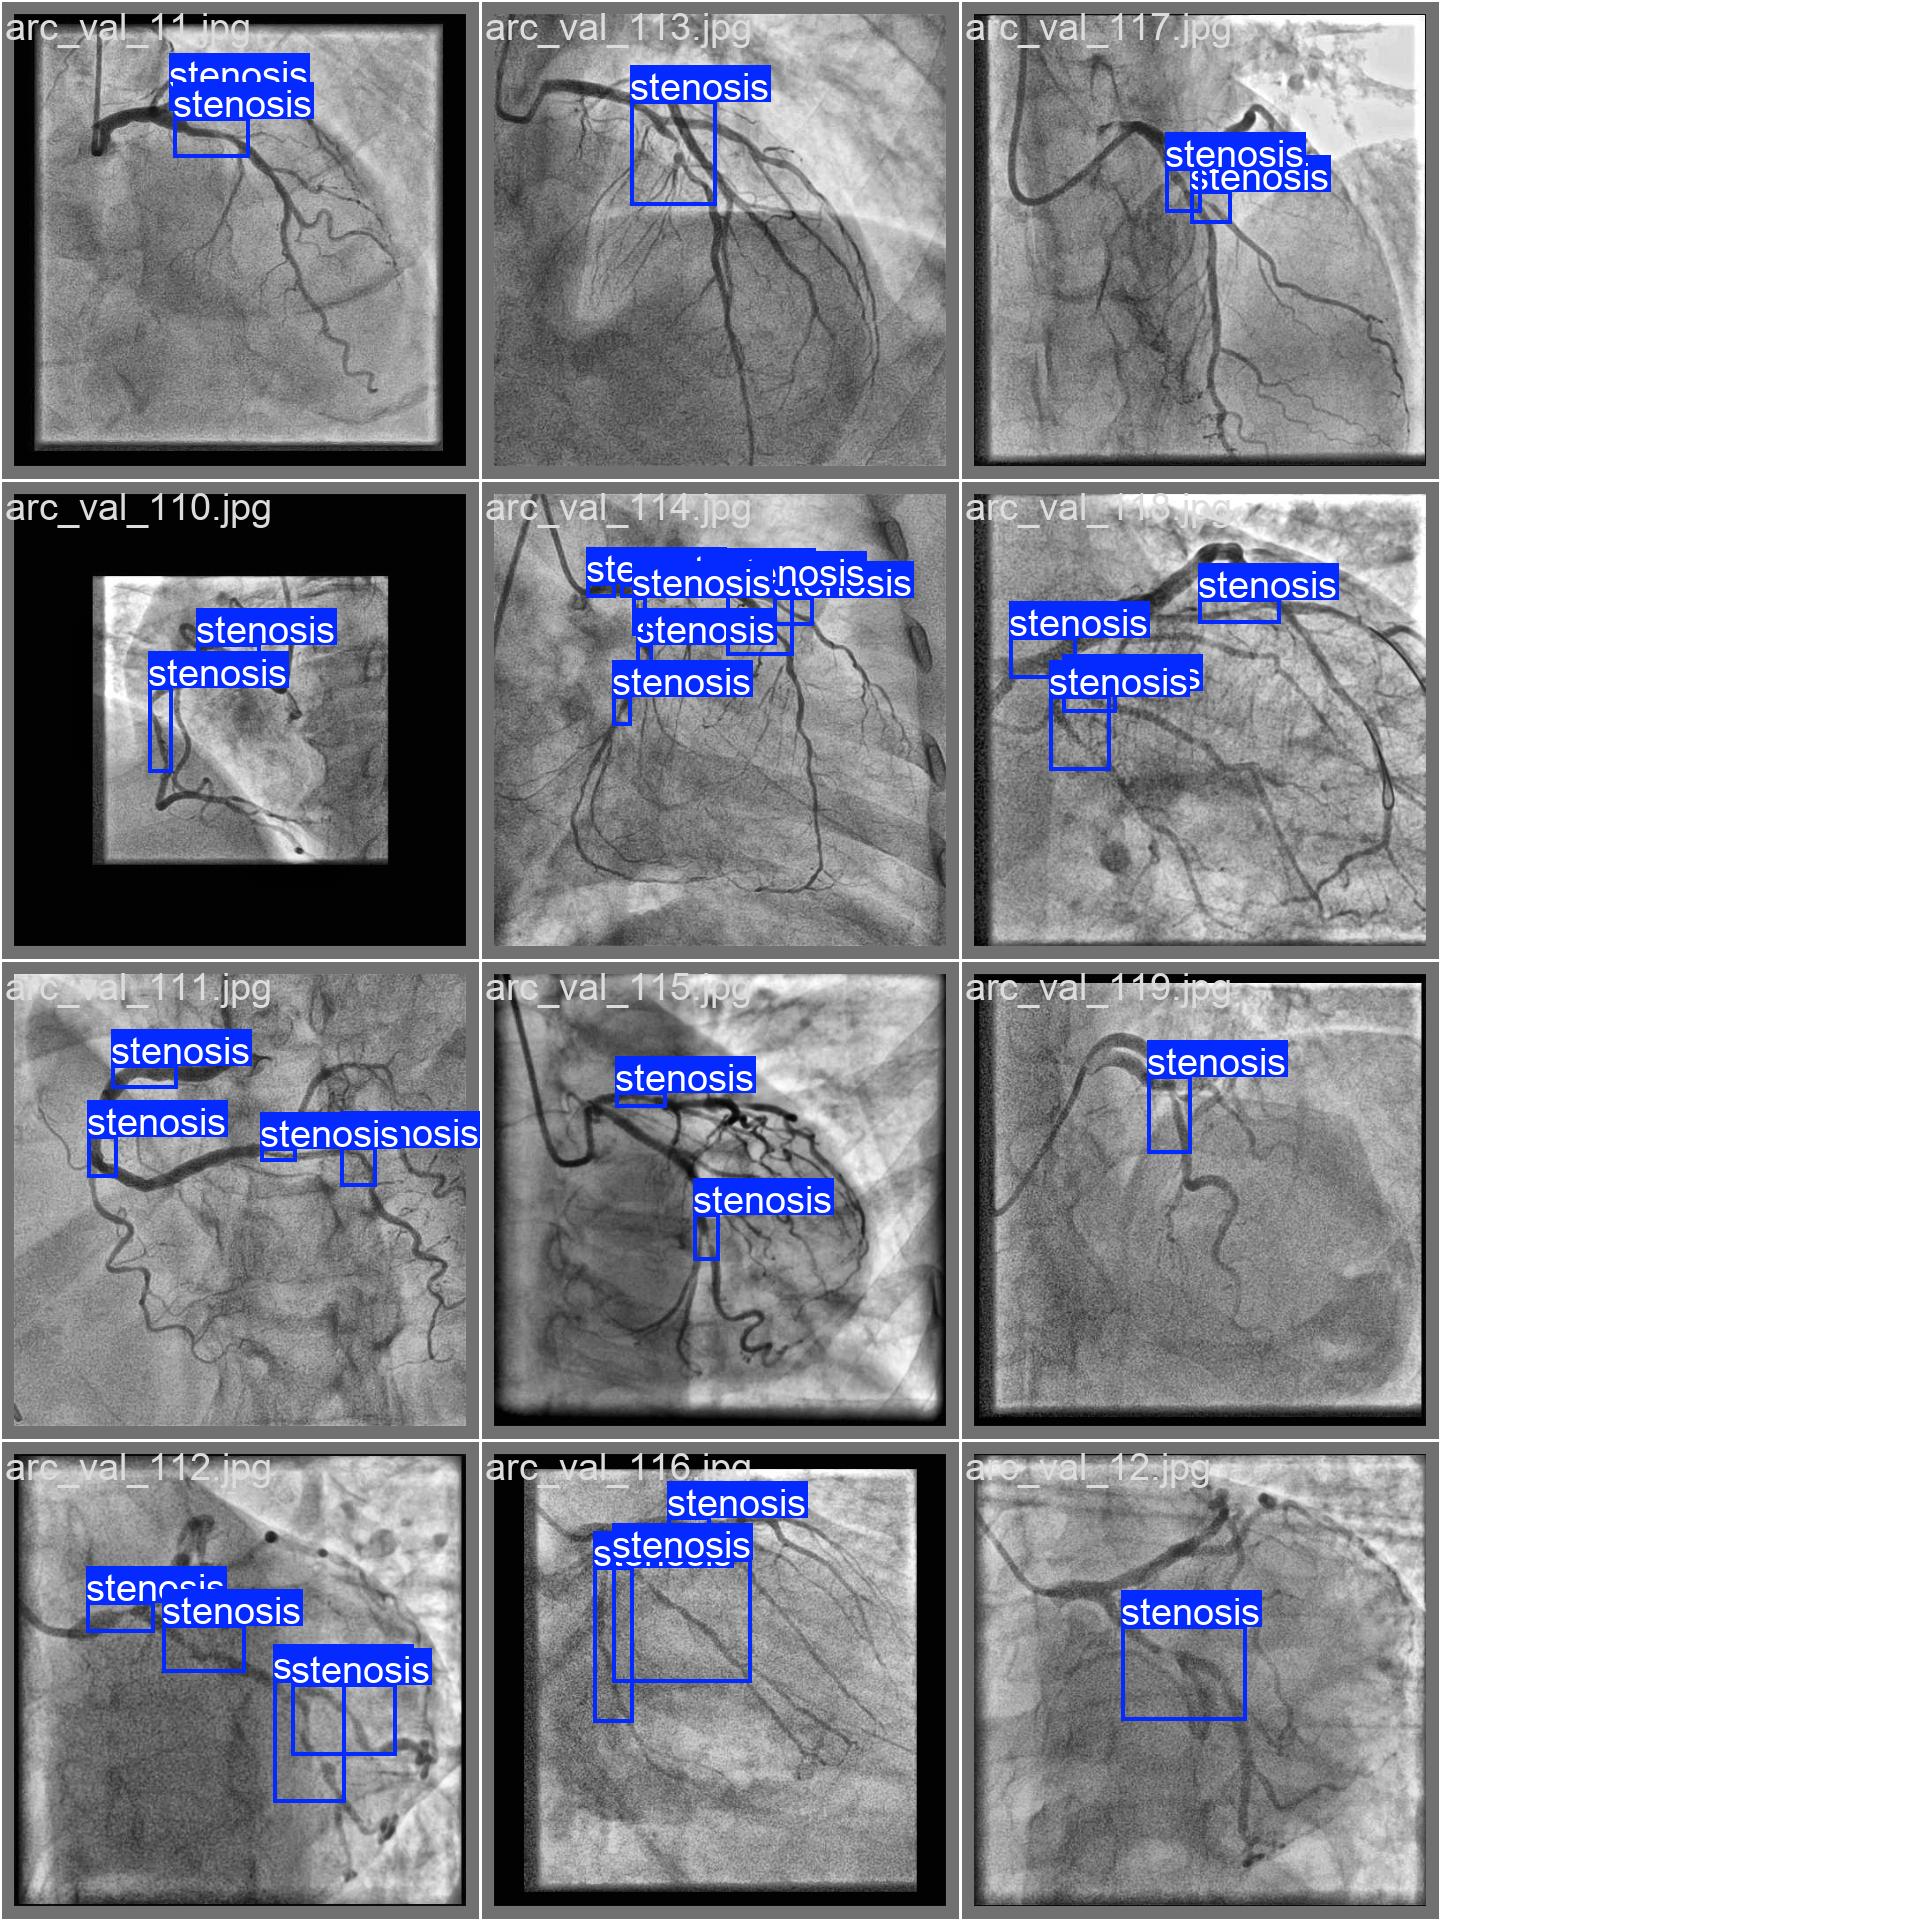 arc_val_11.jpg
stenosis
stenosis
arc_val_113.jpg
stenosis
arc_val_117.jpg
stenosis
stenosis
arc_val_110.jpg
stenosis
stenosis
arc_val_114.jpg
stenosis
stenosis
stenosis
arc_val_118.jpg
stenosis
stenosis
stenosis
arc_val_111.jpg
stenosis
stenosis
stenosis
arc_val_115.jpg
stenosis
stenosis
arc_val_119.jpg
stenosis
arc_val_112.jpg
stenosis
stenosis
stenosis
arc_val_116.jpg
stenosis
stenosis
stenosis
arc_val_12.jpg
stenosis